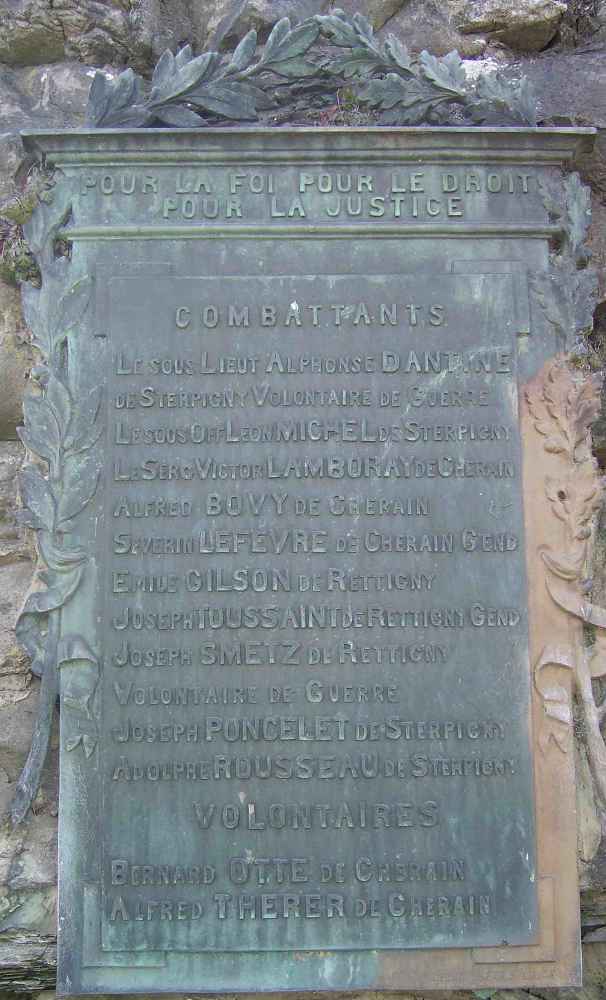 POUR LA FOI POUR LE DROIT
POUR LA JUSTICE
COMBATTANTS
LE SOUS LIEUT ALPHONSE DANTINE
DE STERPIGNY VOLONTAIRE DE GUERRE
LE SOUS OFF LEON MICHEL DE STERPIGNY
LE SERG VICTOR LAMBORAY DE CHERAIN
ALFRED BOVY DE CHERAIN
SEVERIN LEFEVRE DE CHERAIN GEND
EMILE GILSON DE RETTIGNY
JOSEPH TOUSSAINT DE RETTIGNY GEND
JOSEPH SMETZ DE RETTIGNY
VOLONTAIRE DE GUERRE
JOSEPH PONCELET DE STERPIGNY
ADOLPHE ROUSSEAU DE STERPIGNY
VOLONTAIRES
BERNARD OTTE DE CHERAIN
ALFRED THERER DE CHERAIN